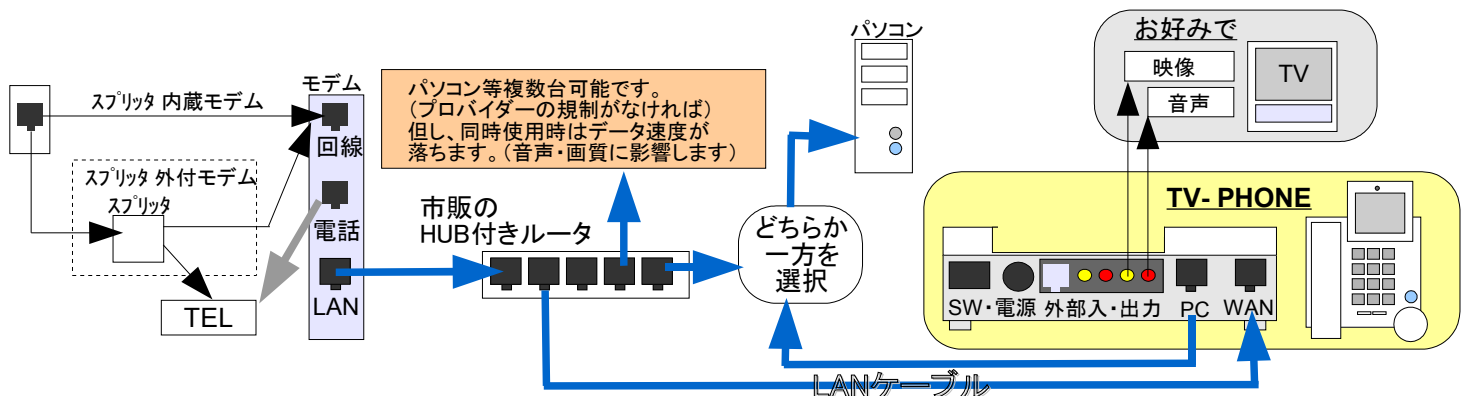 スプリッタ 内蔵モデム
スプリッタ 外付モデム
スプリッタ
TEL
モデム
回線
電話
LAN
パソコン等複数台可能です。
(プロバイダーの規制がなければ)
但し、同時使用時はデータ速度が
落ちます。(音声・画質に影響します)
市販の
HUB付きルータ
パソコン
どちらか
一方を
選択
お好みで
映像
音声
TV
TV- PHONE
SW・電源
外部入・出力
PC
WAN
LANケーブル